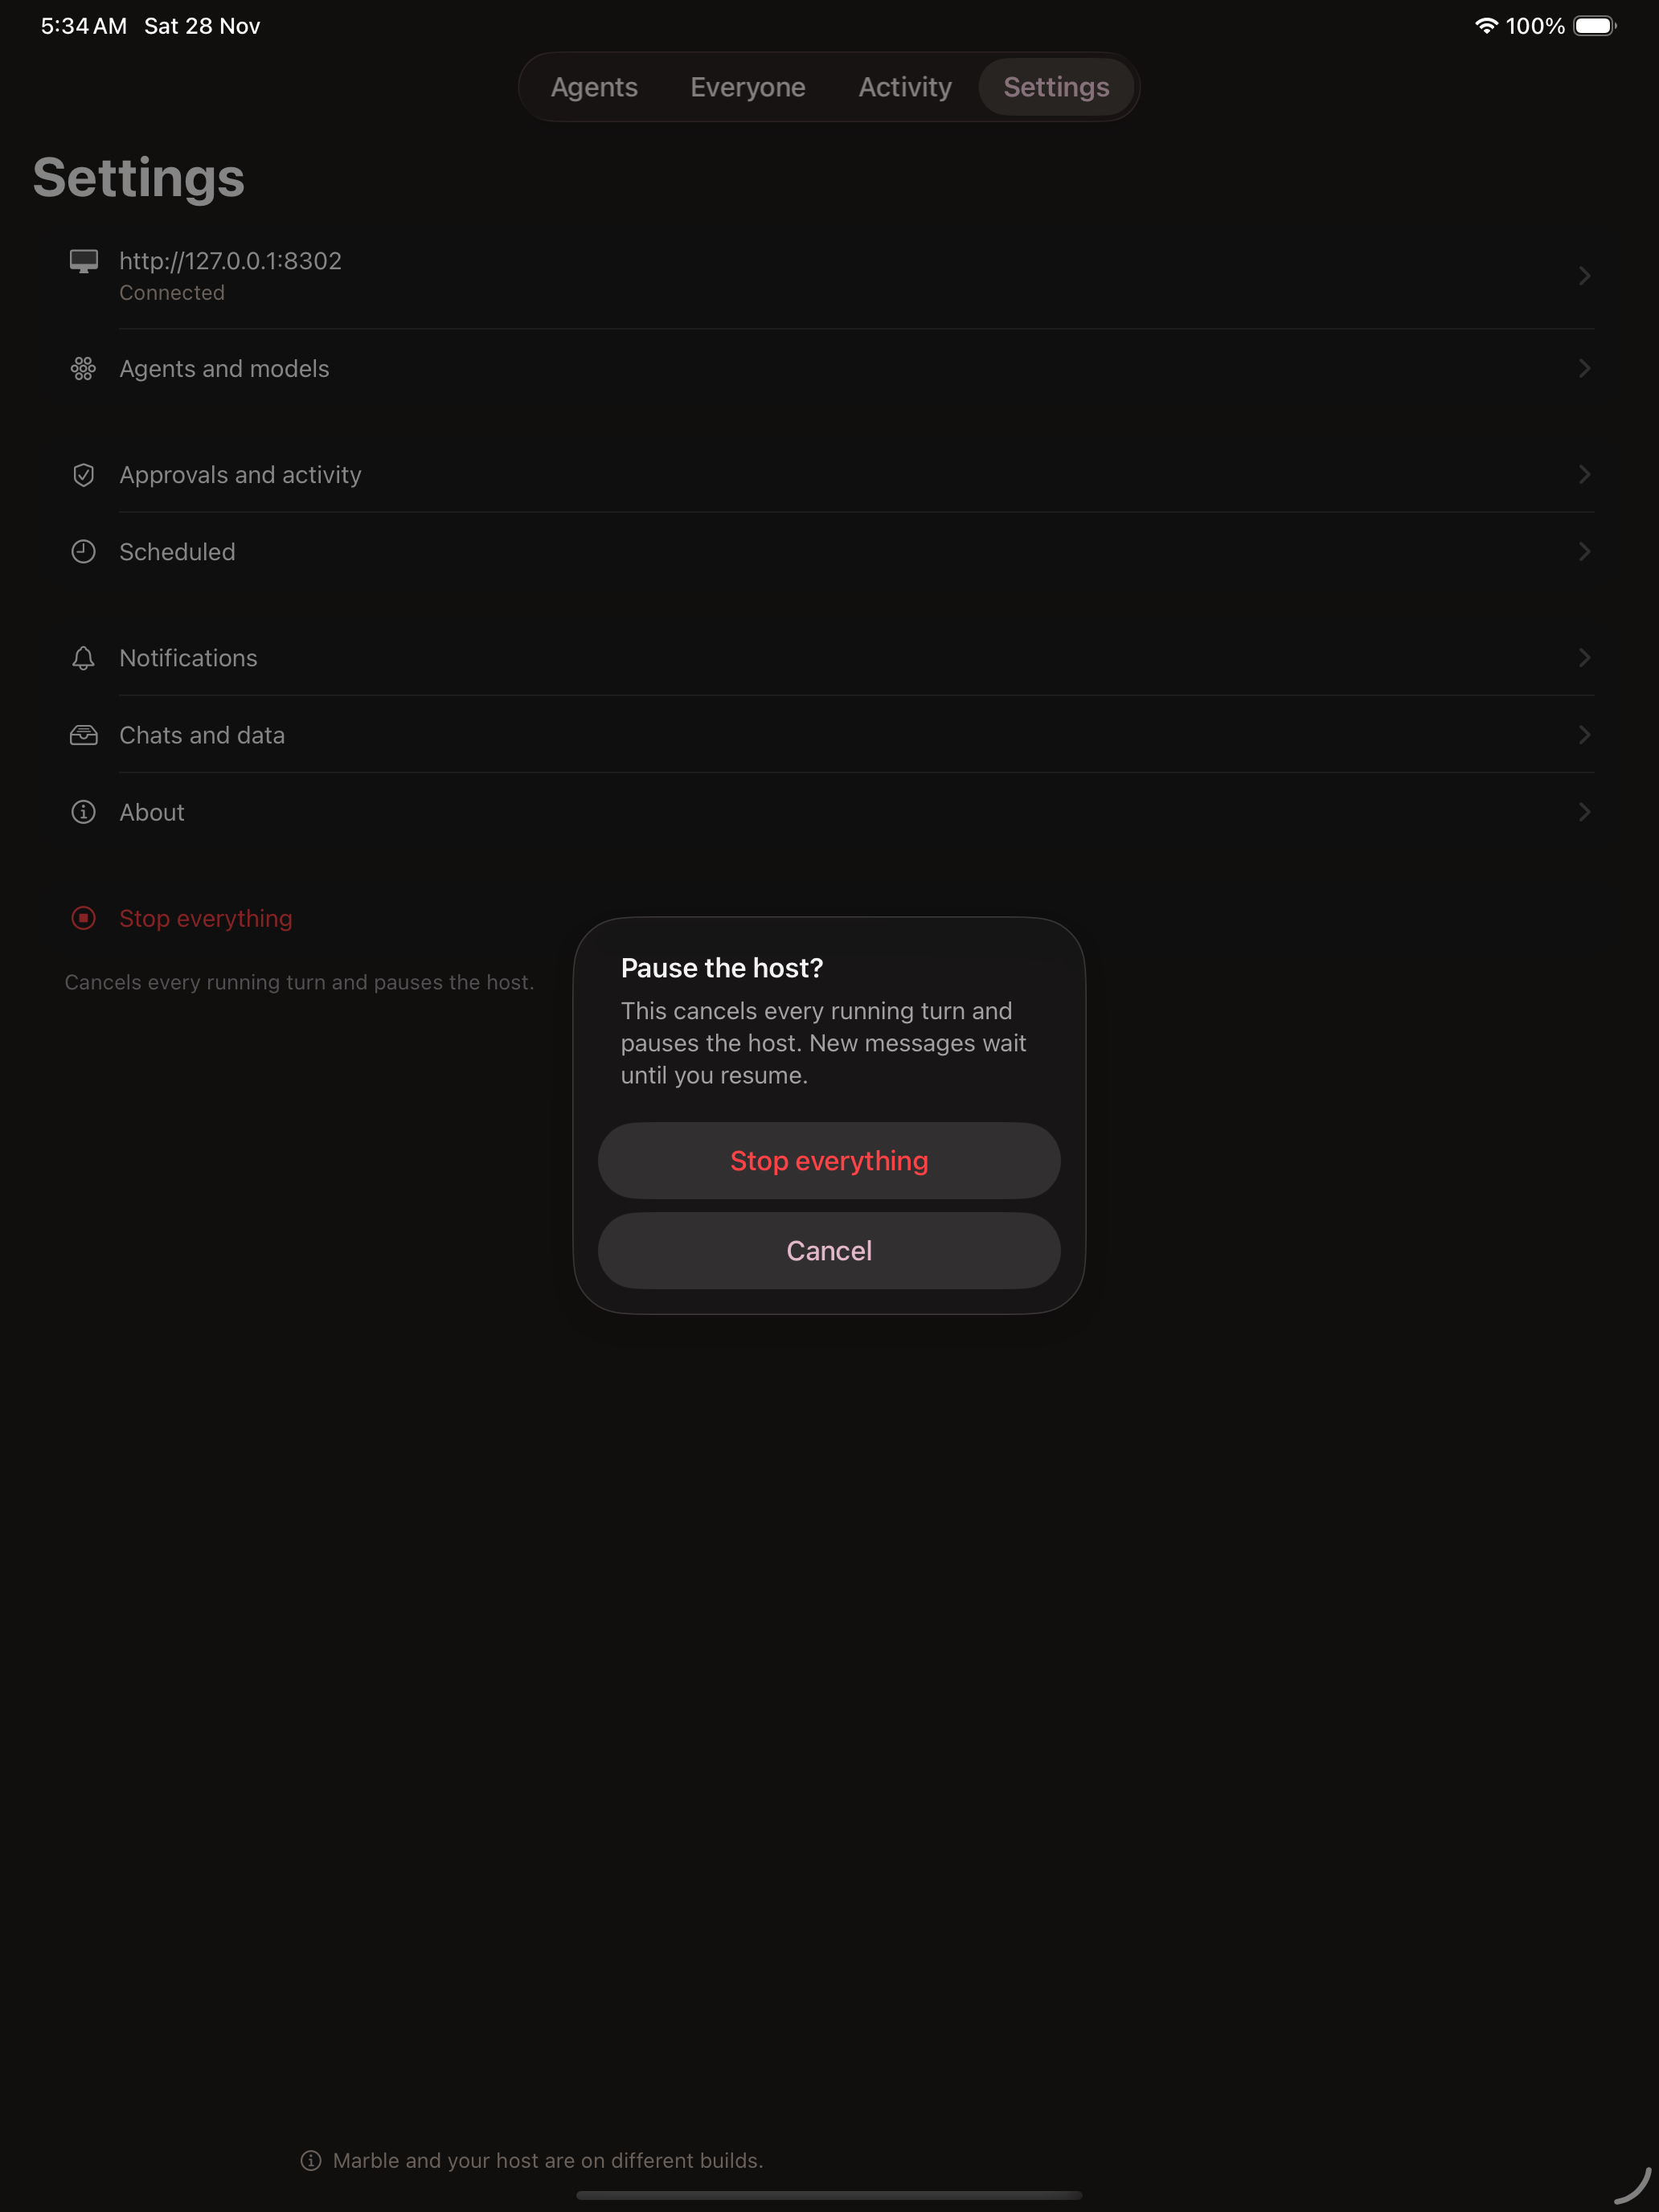 5:34 AM Sat 28 Nov
100%
Agents Everyone Activity Settings
Settings
http://127.0.0.1:8302
Connected
Agents and models
Approvals and activity
Scheduled
Notifications
Chats and data
About
Stop everything
Cancels every running turn and pauses the host.
Pause the host?
This cancels every running turn and
pauses the host. New messages wait
until you resume.
Stop everything
Cancel
Marble and your host are on different builds.